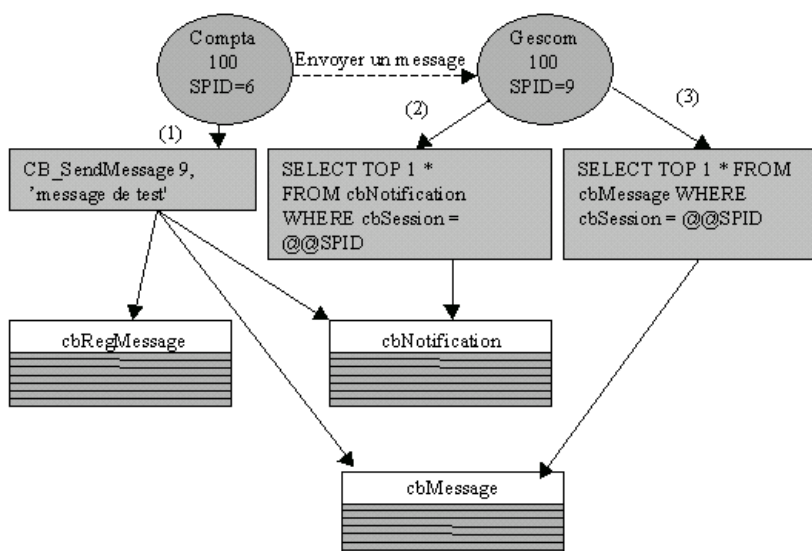 Compta
100
SPID=6
Envoyer un message
Gescom
100
SPID=9
(1)
(2)
(3)
CB_SendMessage 9,
'message de test'
SELECT TOP 1 *
FROM cbNotification
WHERE cbSession =
@@SPID
SELECT TOP 1 * FROM
cbMessage WHERE
cbSession = @@SPID
cbRegMessage
cbNotification
cbMessage